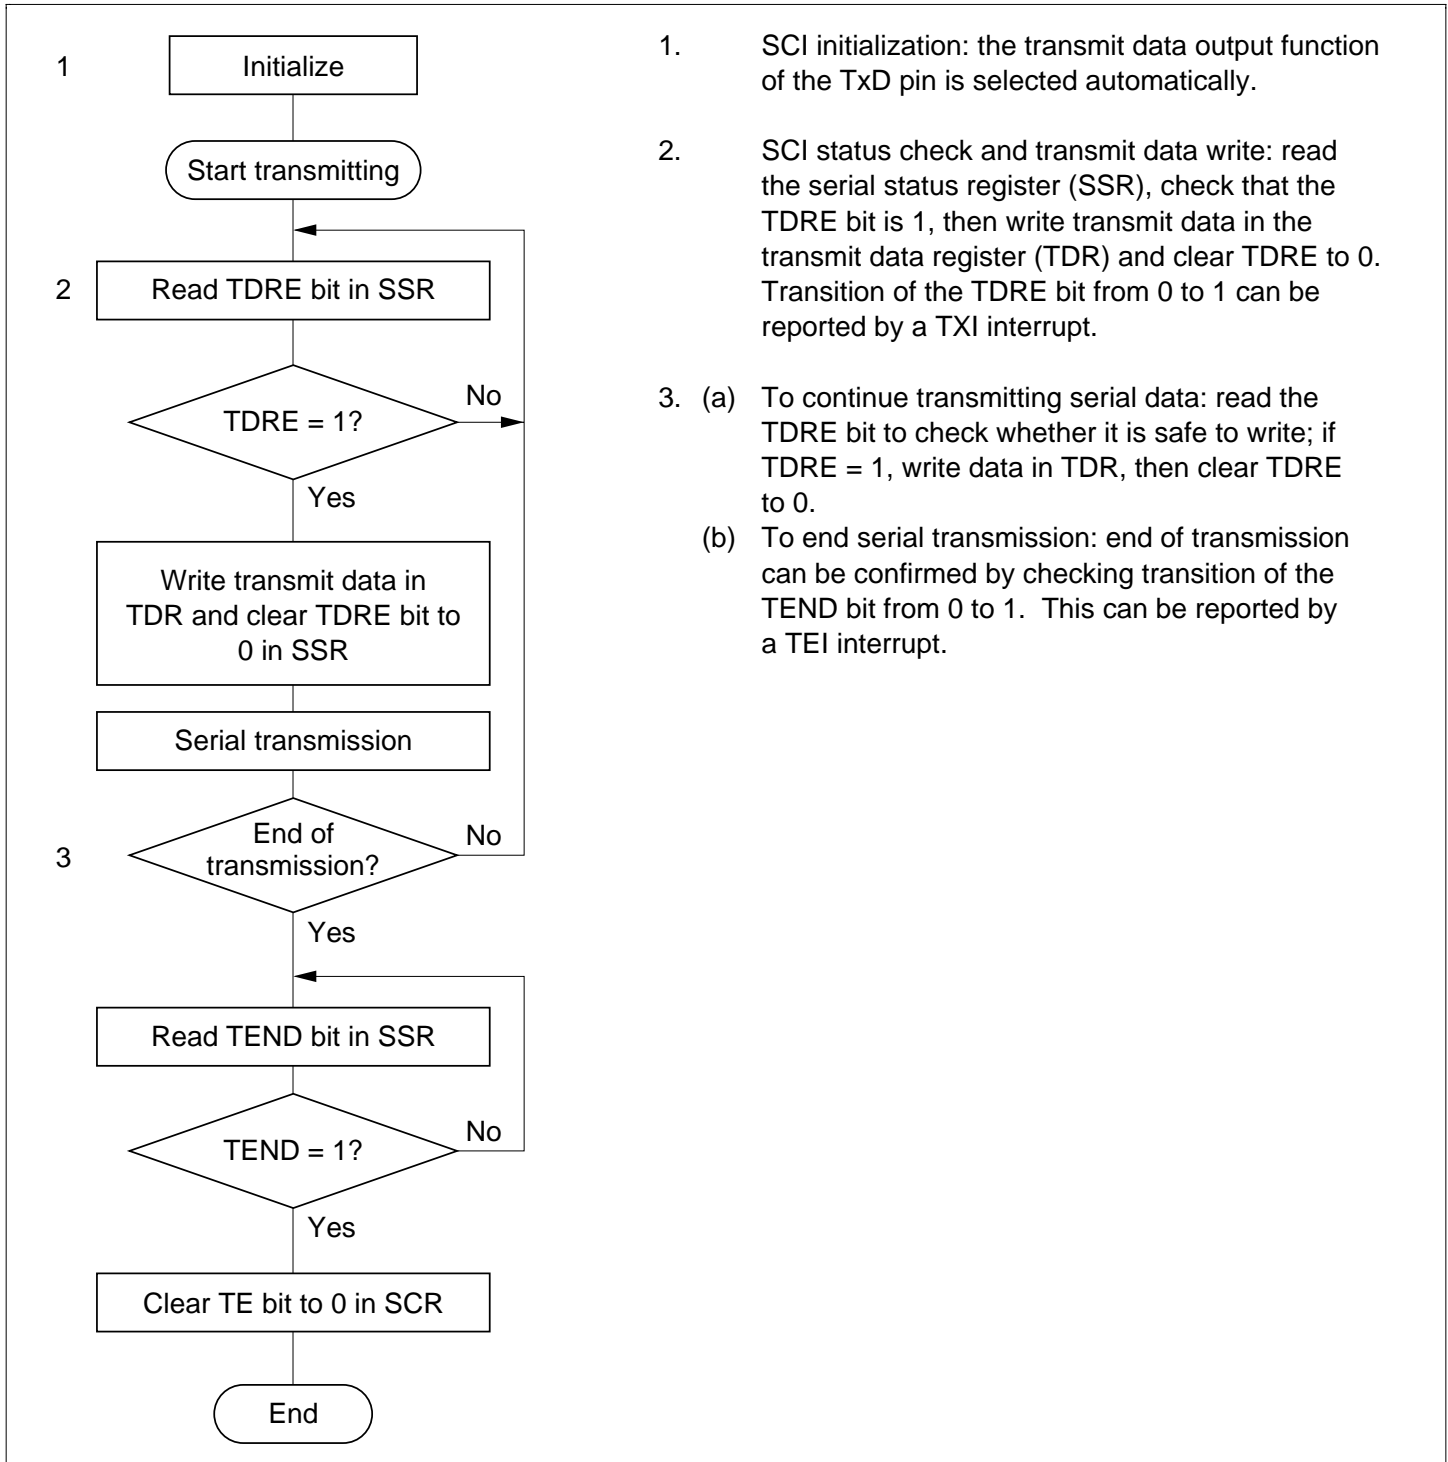 1
Initialize
Start transmitting
2
Read TDRE bit in SSR
TDRE = 1?
No
Yes
Write transmit data in
TDR and clear TDRE bit to
0 in SSR
Serial transmission
3
End of
transmission?
No
Yes
Read TEND bit in SSR
TEND = 1?
No
Yes
Clear TE bit to 0 in SCR
End
1. SCI initialization: the transmit data output function
of the TxD pin is selected automatically.
2. SCI status check and transmit data write: read
the serial status register (SSR), check that the
TDRE bit is 1, then write transmit data in the
transmit data register (TDR) and clear TDRE to 0.
Transition of the TDRE bit from 0 to 1 can be
reported by a TXI interrupt.
3. (a) To continue transmitting serial data: read the
TDRE bit to check whether it is safe to write; if
TDRE = 1, write data in TDR, then clear TDRE
to 0.
(b) To end serial transmission: end of transmission
can be confirmed by checking transition of the
TEND bit from 0 to 1. This can be reported by
a TEI interrupt.